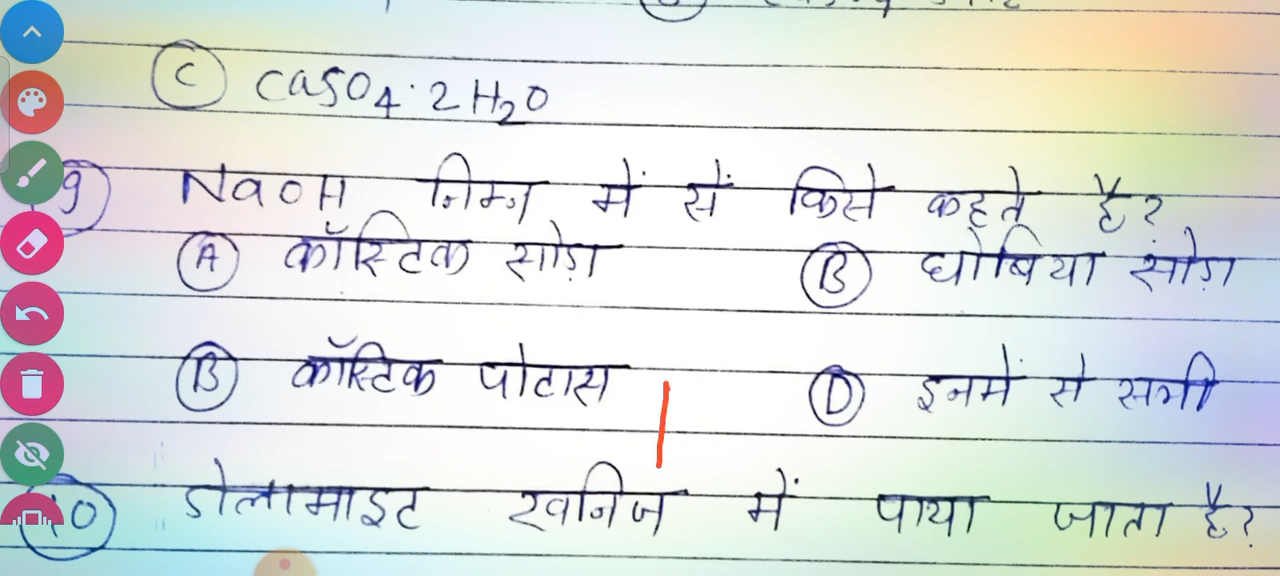 (C) CaSO4·2H2O
9) NaOH निम्न में सें किसे कहते है?
(A) कॉस्टिक सोड़ा (B) धोबिया सोंड़ा
(B) कॉस्टिक पोटास (D) इनमें से सभी
10) डोलामाइट खनिज में पाया जाता है?